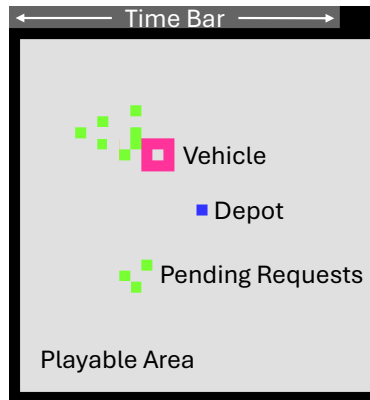 Time Bar
Vehicle
Depot
Pending Requests
Playable Area